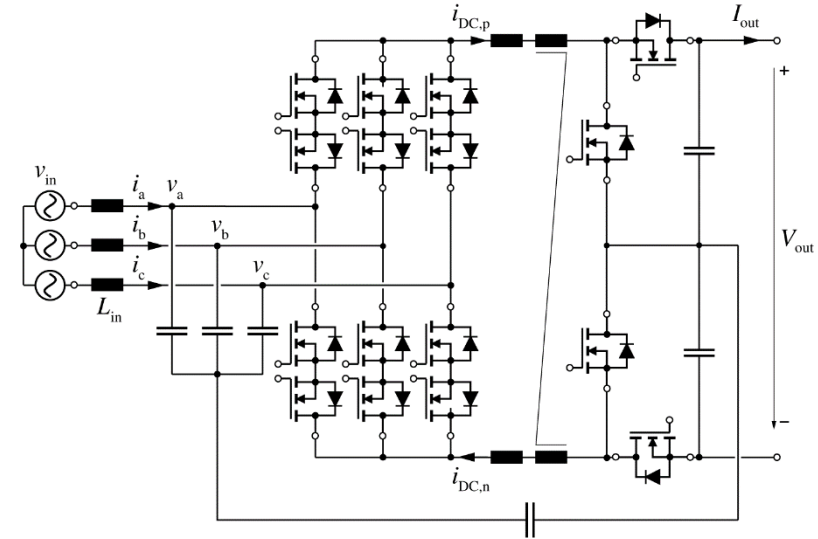 i_DC,p
I_out
+
v_in
i_a
v_a
i_b
v_b
V_out
i_c
v_c
L_in
−
i_DC,n